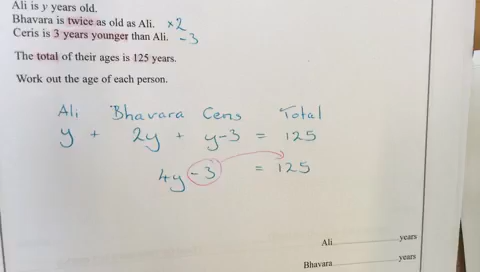 Ali is y years old.
Bhavara is twice as old as Ali. ×2
Ceris is 3 years younger than Ali. -3
The total of their ages is 125 years.
Work out the age of each person.
Ali Bhavara Ceris Total
y + 2y + y-3 = 125
4y -3 = 125
Ali years
Bhavara years